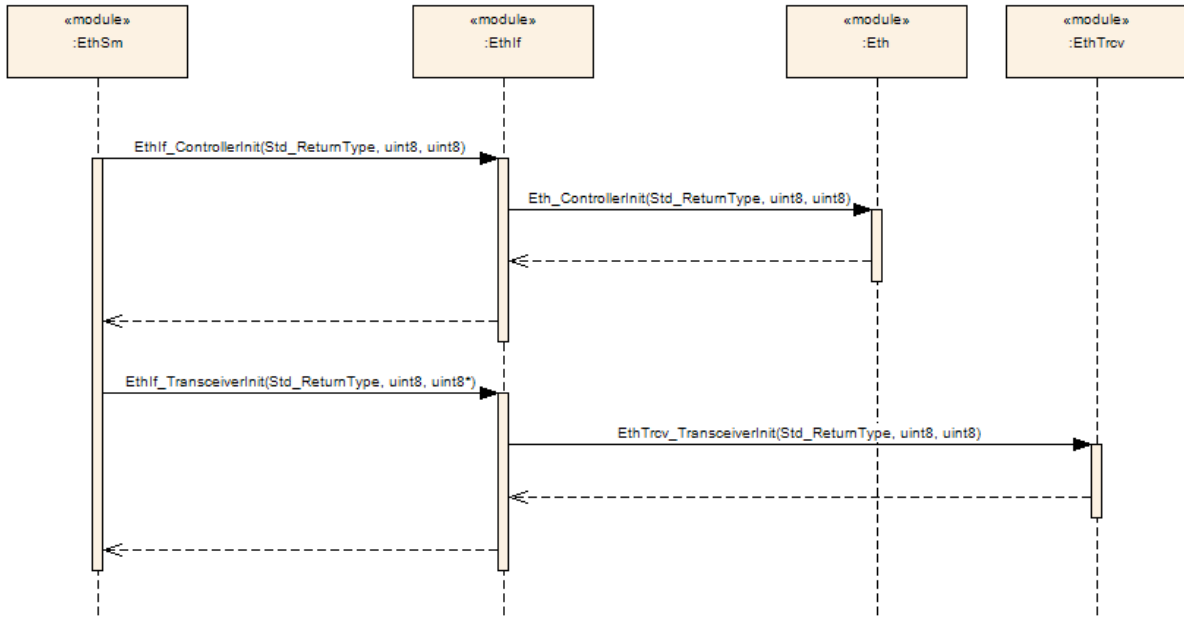 «module»
:EthSm
«module»
:EthIf
«module»
:Eth
«module»
:EthTrcv
EthIf_ControllerInit(Std_ReturnType, uint8, uint8)
Eth_ControllerInit(Std_ReturnType, uint8, uint8)
EthIf_TransceiverInit(Std_ReturnType, uint8, uint8*)
EthTrcv_TransceiverInit(Std_ReturnType, uint8, uint8)